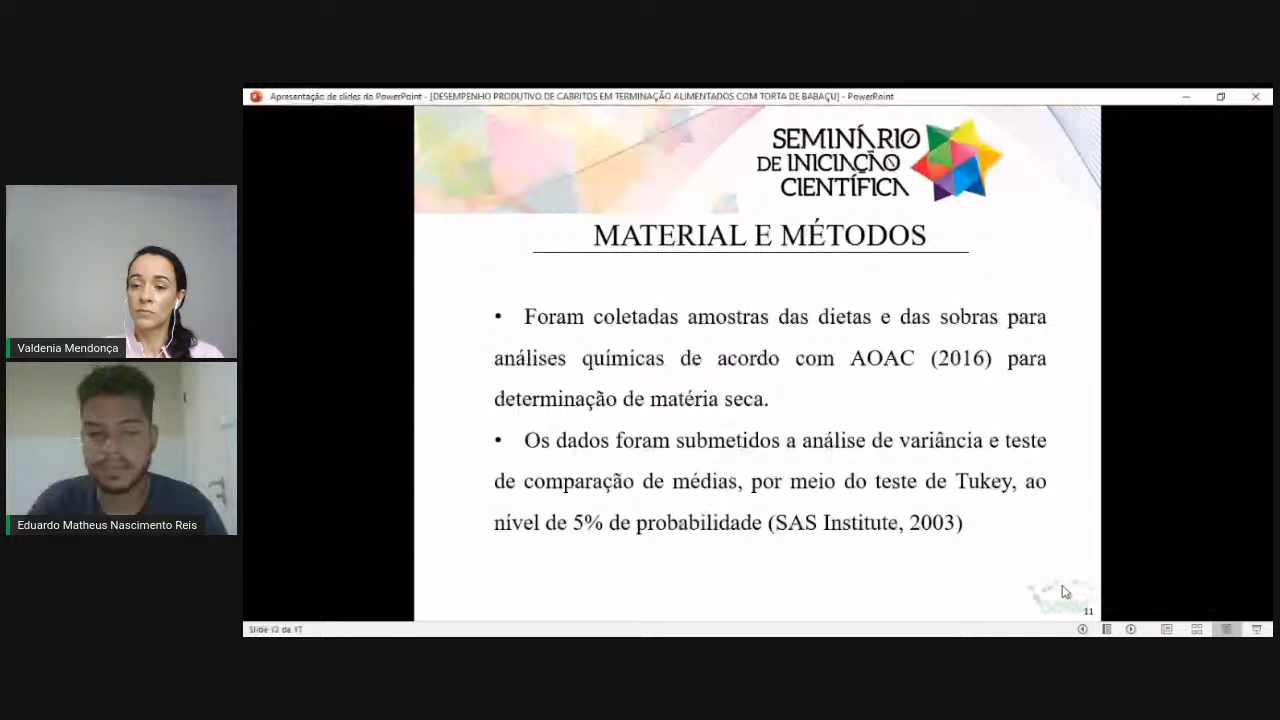 Apresentação de slides do PowerPoint - [DESEMPENHO PRODUTIVO DE CABRITOS EM TERMINAÇÃO ALIMENTADOS COM TORTA DE BABAÇU] - PowerPoint
SEMINÁRIO
DE INICIAÇÃO
CIENTÍFICA
MATERIAL E MÉTODOS
• Foram coletadas amostras das dietas e das sobras para
análises químicas de acordo com AOAC (2016) para
determinação de matéria seca.
• Os dados foram submetidos a análise de variância e teste
de comparação de médias, por meio do teste de Tukey, ao
nível de 5% de probabilidade (SAS Institute, 2003)
11
Valdenia Mendonça
Eduardo Matheus Nascimento Reis
Slide 12 de 17